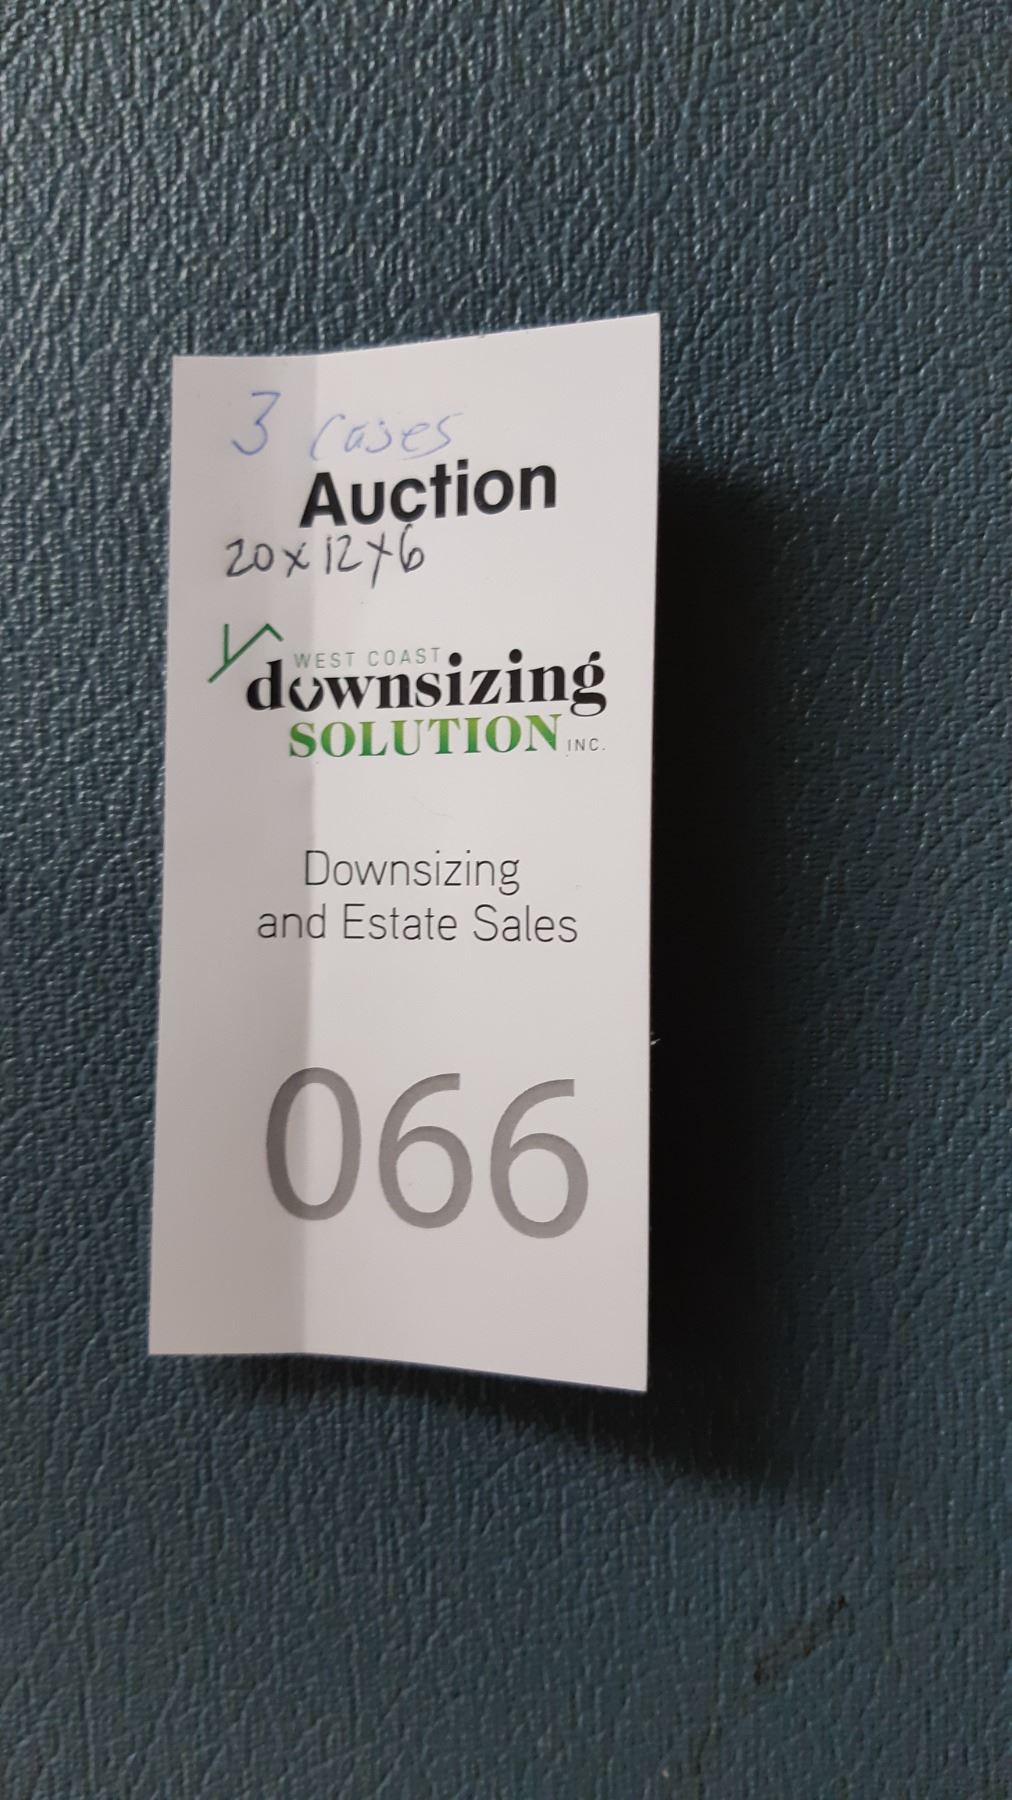 3 cases
Auction
20x12x6
WEST COAST
downsizing
SOLUTION INC.
Downsizing
and Estate Sales
066